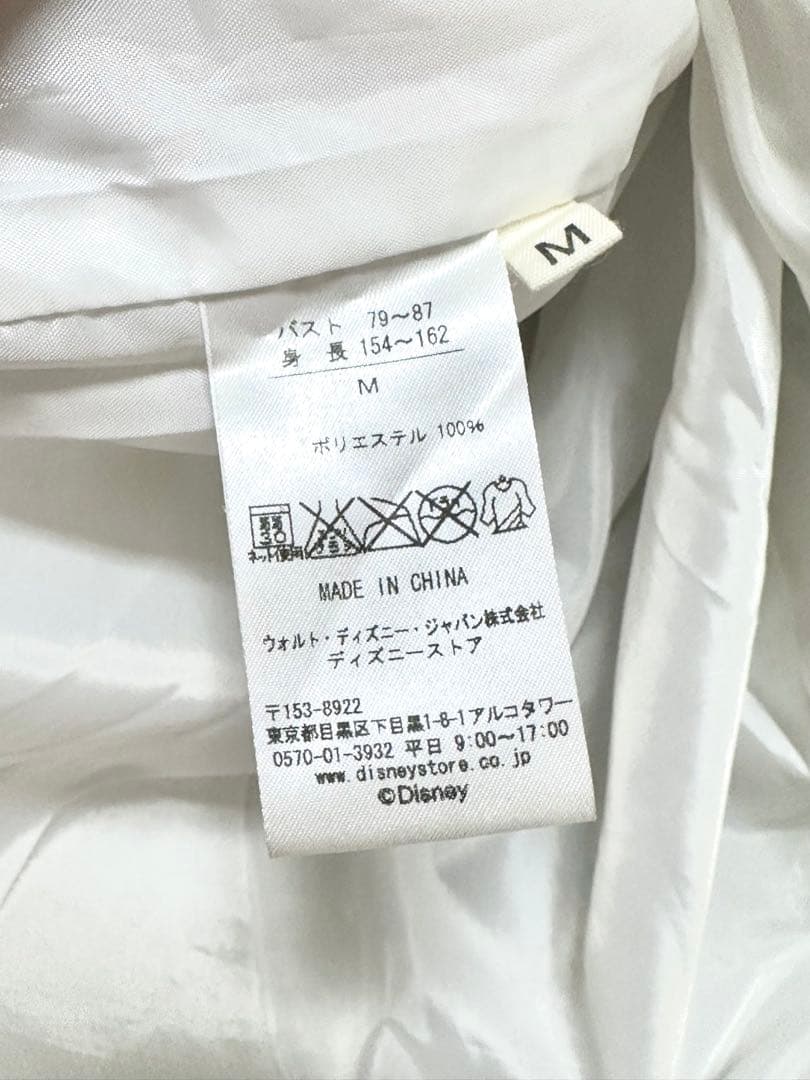 M
バスト 79~87
身 長 154~162
M
ポリエステル 100%
30
ネット使用
MADE IN CHINA
ウォルト・ディズニー・ジャパン株式会社
ディズニーストア
〒153-8922
東京都目黒区下目黒1-8-1アルコタワー
0570-01-3932 平日 9:00~17:00
www.disneystore.co.jp
©Disney